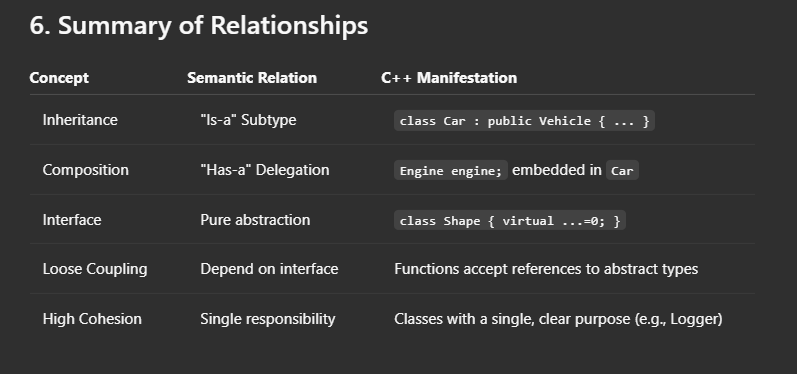 6. Summary of Relationships
Concept Semantic Relation C++ Manifestation
Inheritance "Is-a" Subtype class Car : public Vehicle { ... }
Composition "Has-a" Delegation Engine engine; embedded in Car
Interface Pure abstraction class Shape { virtual ...=0; }
Loose Coupling Depend on interface Functions accept references to abstract types
High Cohesion Single responsibility Classes with a single, clear purpose (e.g., Logger)